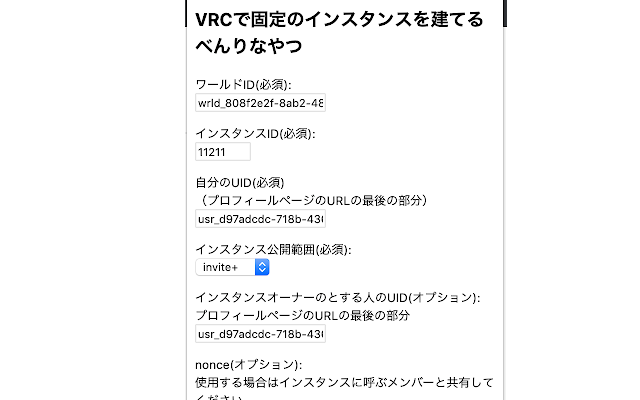 VRCで固定のインスタンスを建てる
べんりなやつ
ワールドID(必須):
wrld_808f2e2f-8ab2-48
インスタンスID(必須):
11211
自分のUID(必須)
（プロフィールページのURLの最後の部分）
usr_d97adcdc-718b-43
インスタンス公開範囲(必須):
invite+
インスタンスオーナーのとする人のUID(オプション):
プロフィールページのURLの最後の部分
usr_d97adcdc-718b-43
nonce(オプション):
使用する場合はインスタンスに呼ぶメンバーと共有して
ください